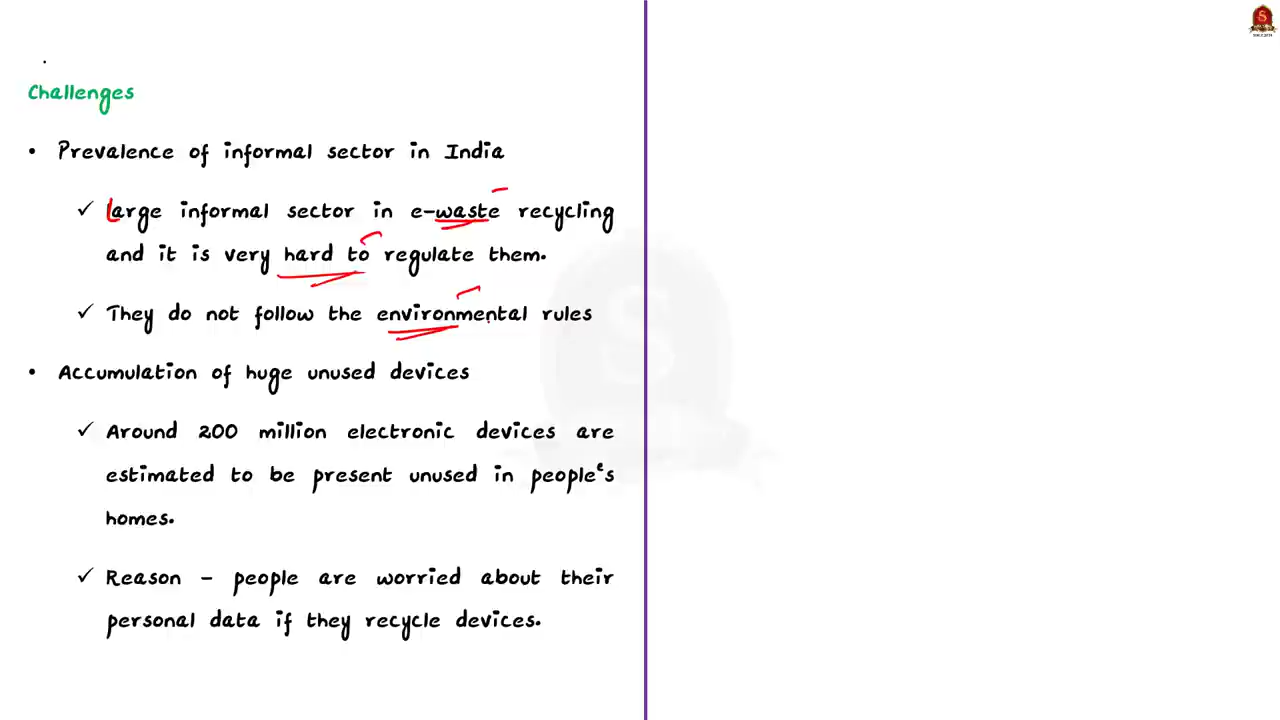 Challenges
• Prevalence of informal sector in India
✓ Large informal sector in e-waste recycling
and it is very hard to regulate them.
✓ They do not follow the environmental rules
• Accumulation of huge unused devices
✓ Around 200 million electronic devices are
estimated to be present unused in people's
homes.
✓ Reason – people are worried about their
personal data if they recycle devices.